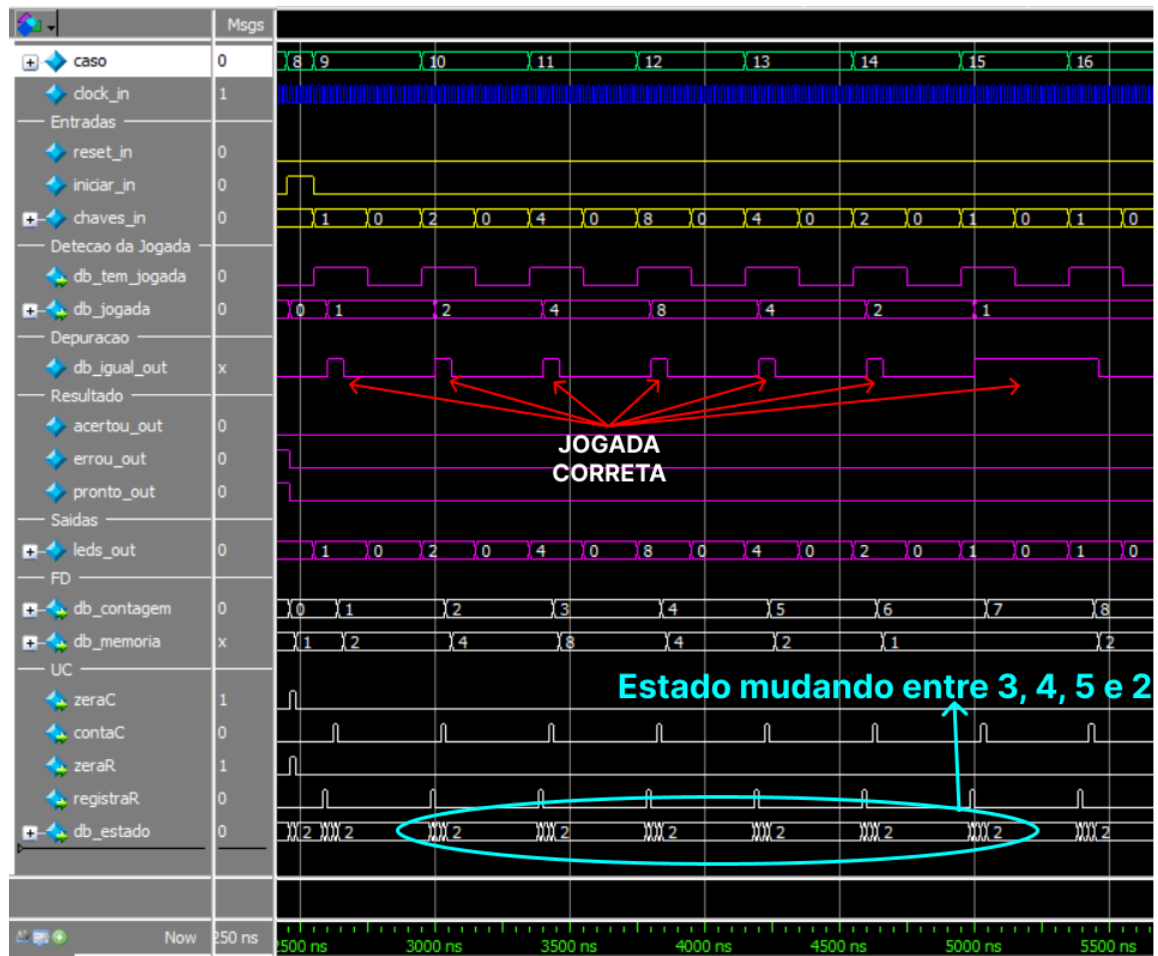 Msgs
caso 0 8 9 10 11 12 13 14 15 16
clock_in 1
Entradas
reset_in 0
iniciar_in 0
chaves_in 0 1 0 2 0 4 0 8 0 4 0 2 0 1 0 1 0
Detecao da Jogada
db_tem_jogada 0
db_jogada 0 0 1 2 4 8 4 2 1
Depuracao
db_igual_out x
Resultado
acertou_out 0
JOGADA
CORRETA
errou_out 0
pronto_out 0
Saidas
leds_out 0 1 0 2 0 4 0 8 0 4 0 2 0 1 0 1 0
FD
db_contagem 0 0 1 2 3 4 5 6 7 8
db_memoria x 1 2 4 8 4 2 1 2
UC
Estado mudando entre 3, 4, 5 e 2
zeraC 1
contaC 0
zeraR 1
registraR 0
db_estado 0 2 2 2 2 2 2 2 2 2
Now 250 ns
2500 ns 3000 ns 3500 ns 4000 ns 4500 ns 5000 ns 5500 ns